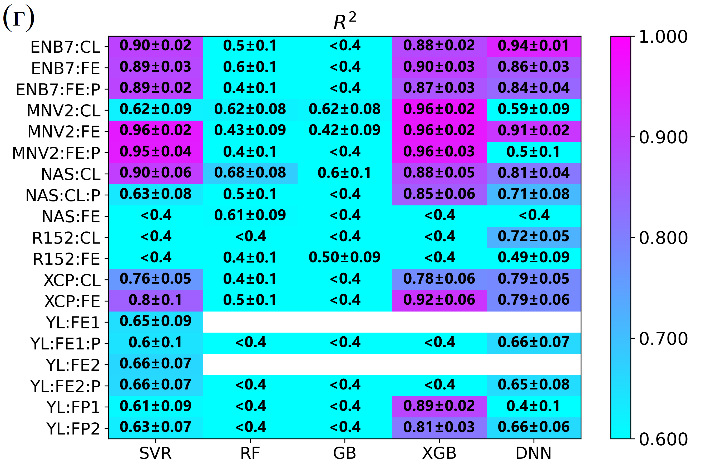 (г)
R²
ENB7:CL 0.90±0.02 0.5±0.1 <0.4 0.88±0.02 0.94±0.01
ENB7:FE 0.89±0.03 0.6±0.1 <0.4 0.90±0.03 0.86±0.03
ENB7:FE:P 0.89±0.02 0.4±0.1 <0.4 0.87±0.03 0.84±0.04
MNV2:CL 0.62±0.09 0.62±0.08 0.62±0.08 0.96±0.02 0.59±0.09
MNV2:FE 0.96±0.02 0.43±0.09 0.42±0.09 0.96±0.02 0.91±0.02
MNV2:FE:P 0.95±0.04 0.4±0.1 <0.4 0.96±0.03 0.5±0.1
NAS:CL 0.90±0.06 0.68±0.08 0.6±0.1 0.88±0.05 0.81±0.04
NAS:CL:P 0.63±0.08 0.5±0.1 <0.4 0.85±0.06 0.71±0.08
NAS:FE <0.4 0.61±0.09 <0.4 <0.4 <0.4
R152:CL <0.4 <0.4 <0.4 <0.4 0.72±0.05
R152:FE <0.4 0.4±0.1 0.50±0.09 <0.4 0.49±0.09
XCP:CL 0.76±0.05 0.4±0.1 <0.4 0.78±0.06 0.79±0.05
XCP:FE 0.8±0.1 0.5±0.1 <0.4 0.92±0.06 0.79±0.06
YL:FE1 0.65±0.09
YL:FE1:P 0.6±0.1 <0.4 <0.4 <0.4 0.66±0.07
YL:FE2 0.66±0.07
YL:FE2:P 0.66±0.07 <0.4 <0.4 <0.4 0.65±0.08
YL:FP1 0.61±0.09 <0.4 <0.4 0.89±0.02 0.4±0.1
YL:FP2 0.63±0.07 <0.4 <0.4 0.81±0.03 0.66±0.06
SVR RF GB XGB DNN
1.000
0.900
0.800
0.700
0.600